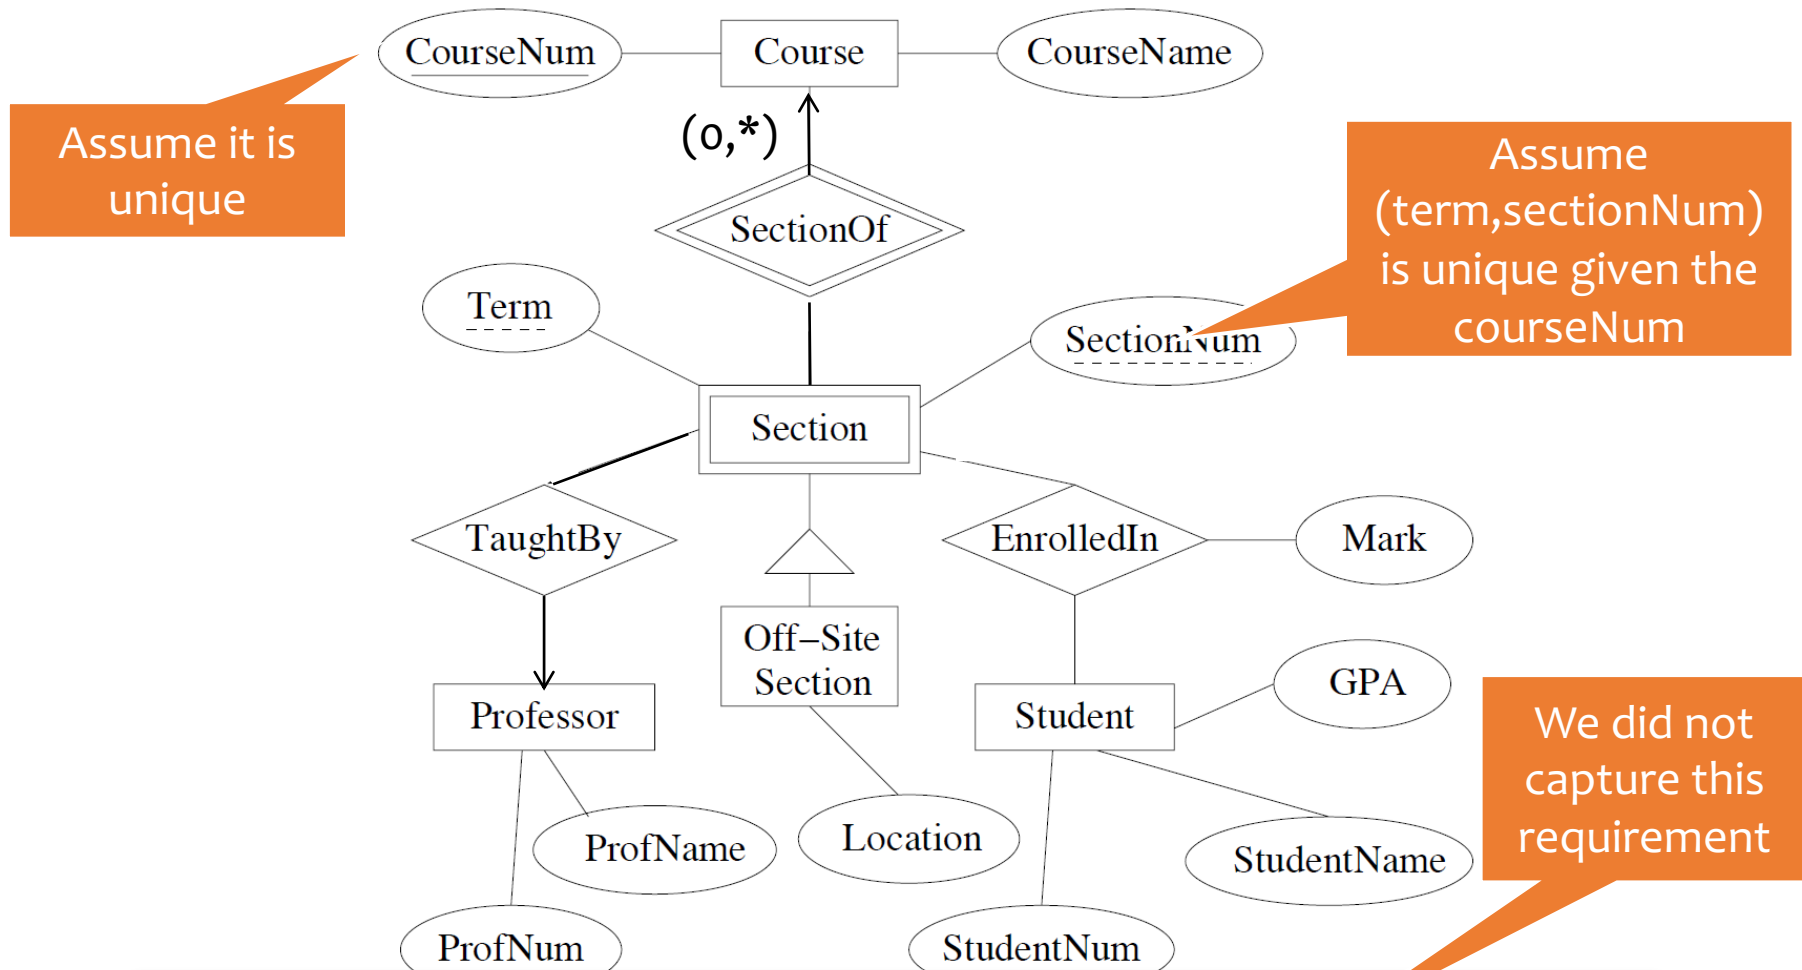 CourseNum
Course
CourseName
Assume it is
unique
(0,*)
Assume
(term,sectionNum)
is unique given the
courseNum
SectionOf
Term
SectionNum
Section
TaughtBy
EnrolledIn
Mark
Off-Site
Section
Professor
Student
GPA
We did not
capture this
requirement
ProfName
Location
StudentName
ProfNum
StudentNum